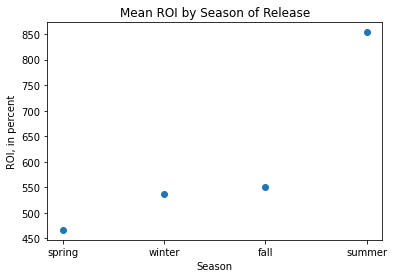 Mean ROI by Season of Release
ROI, in percent
850
800
750
700
650
600
550
500
450
spring winter fall summer
Season